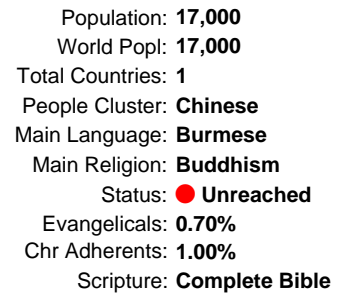 Population: 17,000
World Popl: 17,000
Total Countries: 1
People Cluster: Chinese
Main Language: Burmese
Main Religion: Buddhism
Status: Unreached
Evangelicals: 0.70%
Chr Adherents: 1.00%
Scripture: Complete Bible